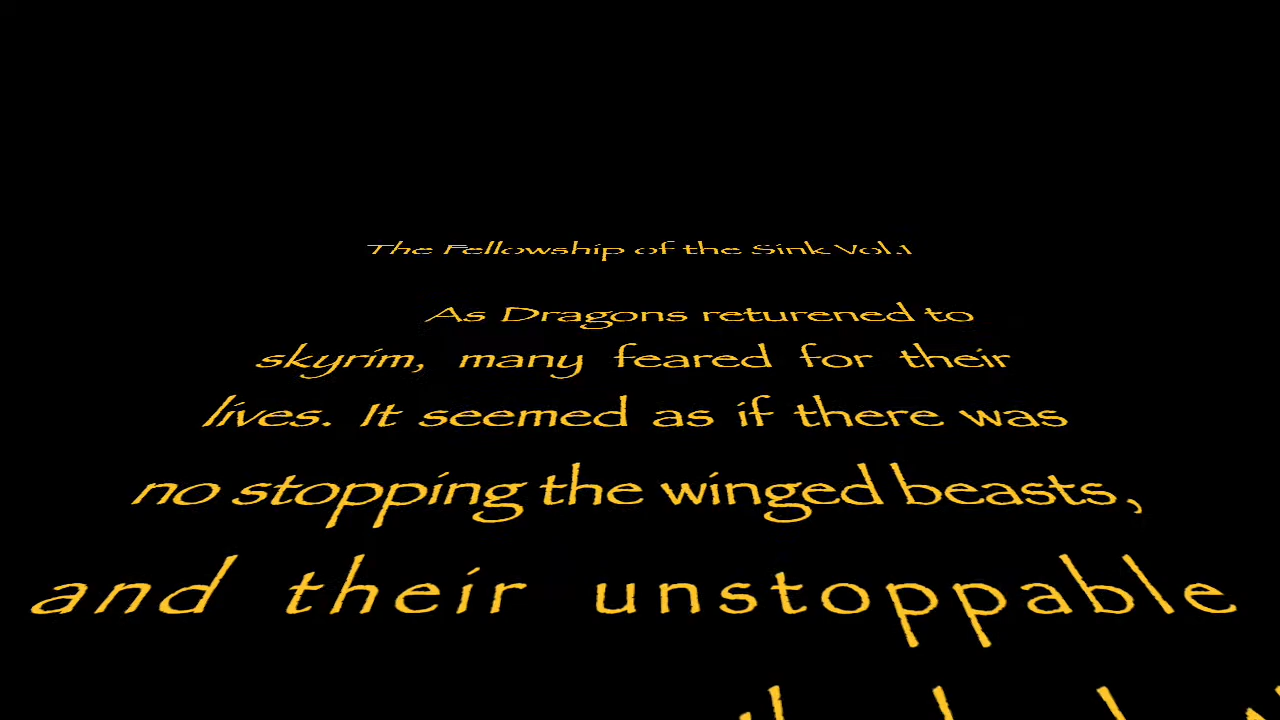 The Fellowship of the Sink Vol.1
As Dragons returened to
skyrim, many feared for their
lives. It seemed as if there was
no stopping the winged beasts,
and their unstoppable